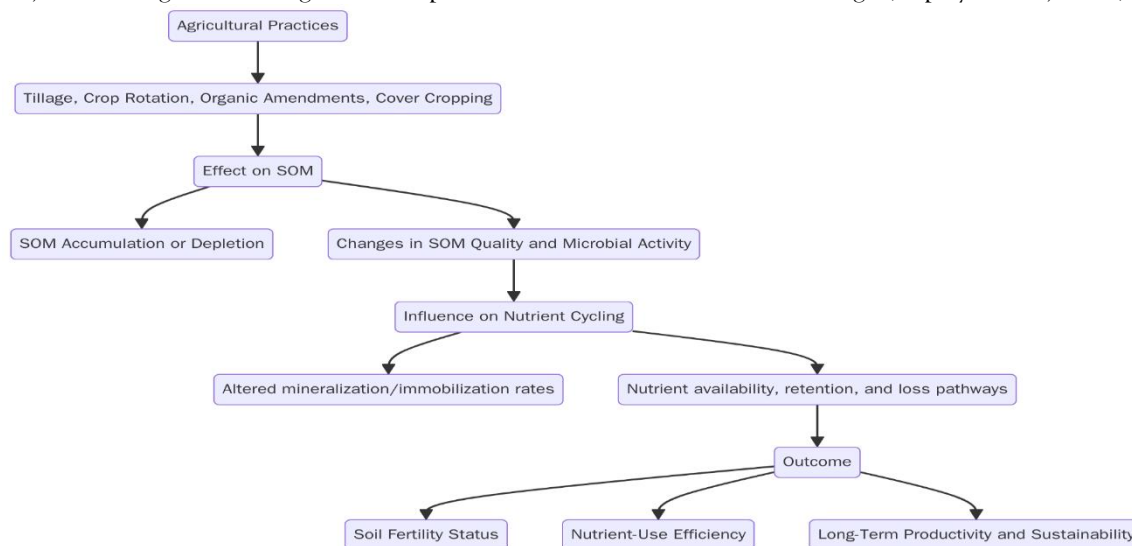 Agricultural Practices
Tillage, Crop Rotation, Organic Amendments, Cover Cropping
Effect on SOM
SOM Accumulation or Depletion
Changes in SOM Quality and Microbial Activity
Influence on Nutrient Cycling
Altered mineralization/immobilization rates
Nutrient availability, retention, and loss pathways
Outcome
Soil Fertility Status
Nutrient-Use Efficiency
Long-Term Productivity and Sustainability